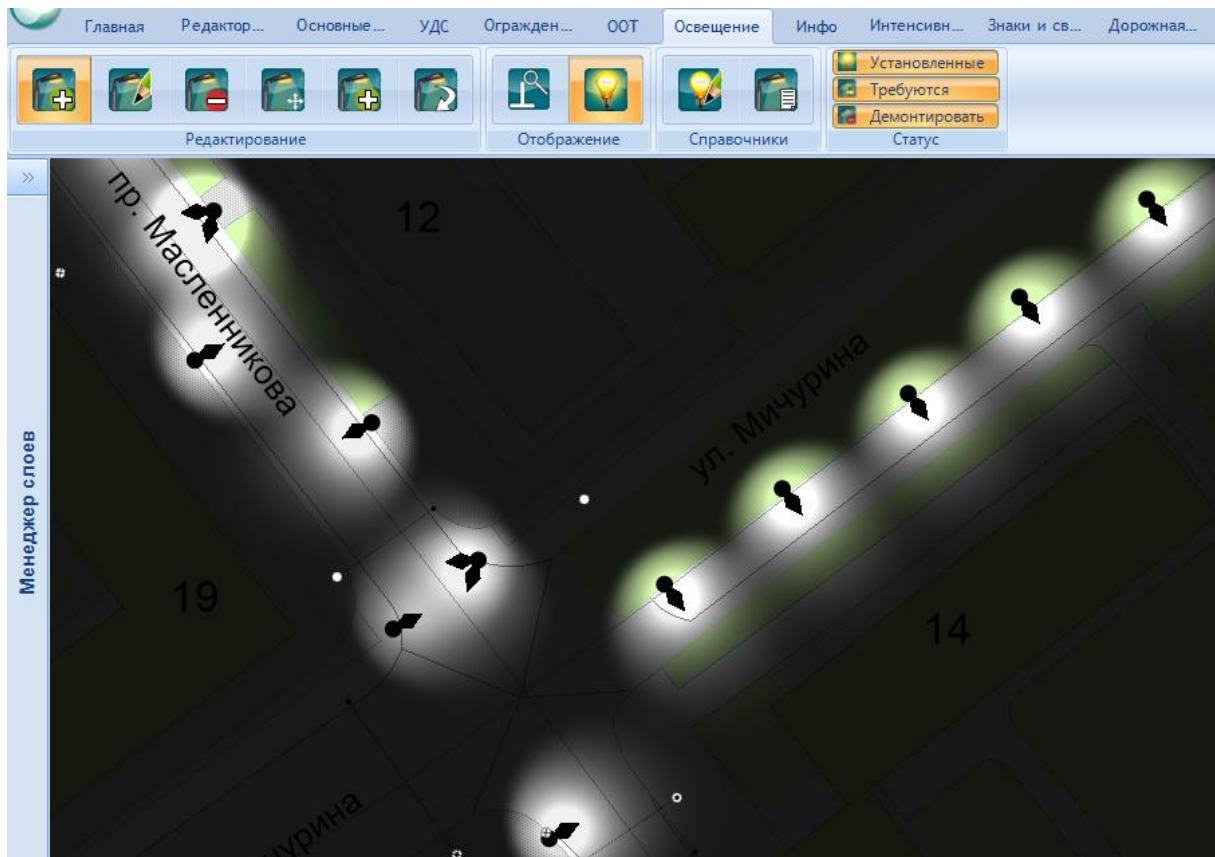 Главная Редактор... Основные... УДС Огражден... ООТ Освещение Инфо Интенсивн... Знаки и св... Дорожная...
Установленные
Требуются
Демонтировать
Редактирование Отображение Справочники Статус
Менеджер слоев
пр. Масленникова
12
ул. Мичурина
19
14
чурина